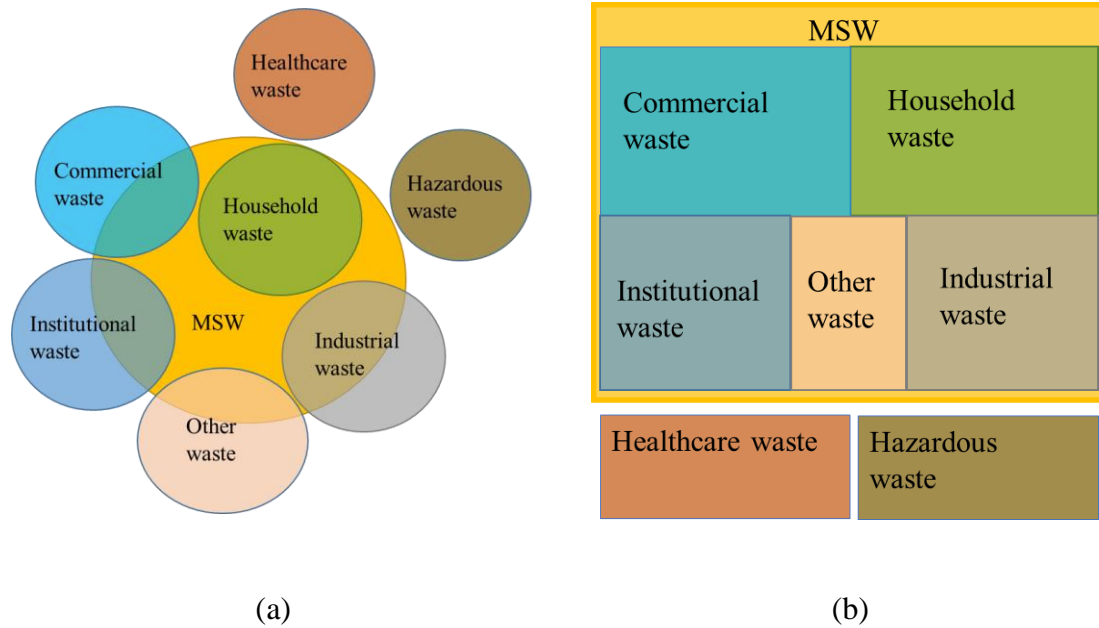 Healthcare
waste
Commercial
waste
Hazardous
waste
Household
waste
Institutional
waste
MSW
Industrial
waste
Other
waste
(a)
MSW
Commercial
waste
Household
waste
Institutional
waste
Other
waste
Industrial
waste
Healthcare waste
Hazardous
waste
(b)